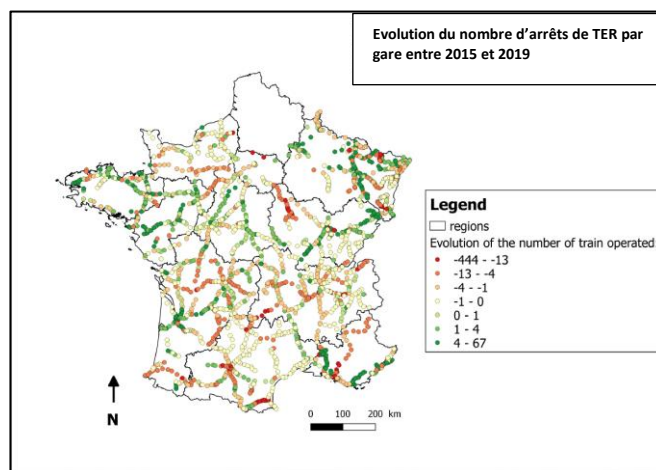 Evolution du nombre d'arrêts de TER par
gare entre 2015 et 2019
Legend
regions
Evolution of the number of train operated
-444 - -13
-13 - -4
-4 - -1
-1 - 0
0 - 1
1 - 4
4 - 67
N
0 100 200 km